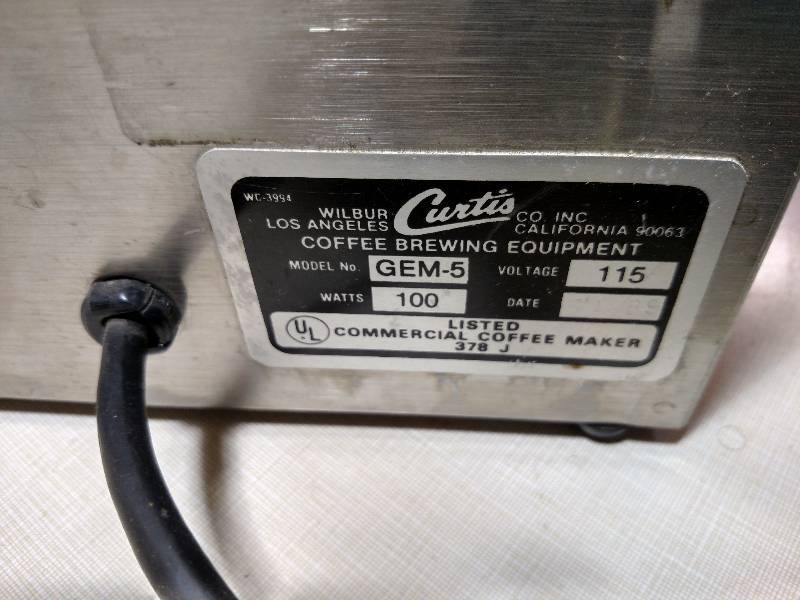 WC-3994
WILBUR Curtis CO. INC
LOS ANGELES CALIFORNIA 90063
COFFEE BREWING EQUIPMENT
MODEL No. GEM-5 VOLTAGE 115
WATTS 100 DATE
UL LISTED
COMMERCIAL COFFEE MAKER
378 J